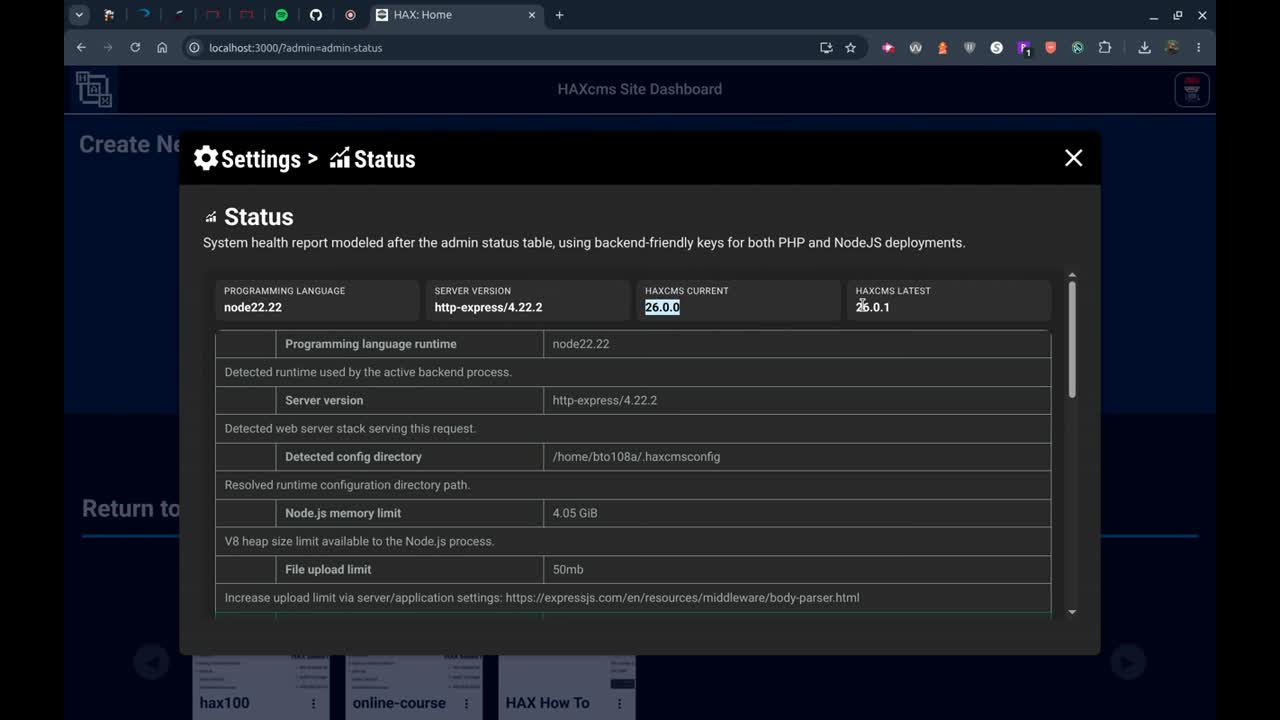 HAX: Home
localhost:3000/?admin=admin-status
1
HAX
HAXcms Site Dashboard
Create Ne
Settings > Status
Status
System health report modeled after the admin status table, using backend-friendly keys for both PHP and NodeJS deployments.
PROGRAMMING LANGUAGE
node22.22
SERVER VERSION
http-express/4.22.2
HAXCMS CURRENT
26.0.0
HAXCMS LATEST
26.0.1
Programming language runtime node22.22
Detected runtime used by the active backend process.
Server version http-express/4.22.2
Detected web server stack serving this request.
Detected config directory /home/bto108a/.haxcmsconfig
Resolved runtime configuration directory path.
Node.js memory limit 4.05 GiB
V8 heap size limit available to the Node.js process.
File upload limit 50mb
Increase upload limit via server/application settings: https://expressjs.com/en/resources/middleware/body-parser.html
Return to
hax100
online-course
HAX How To